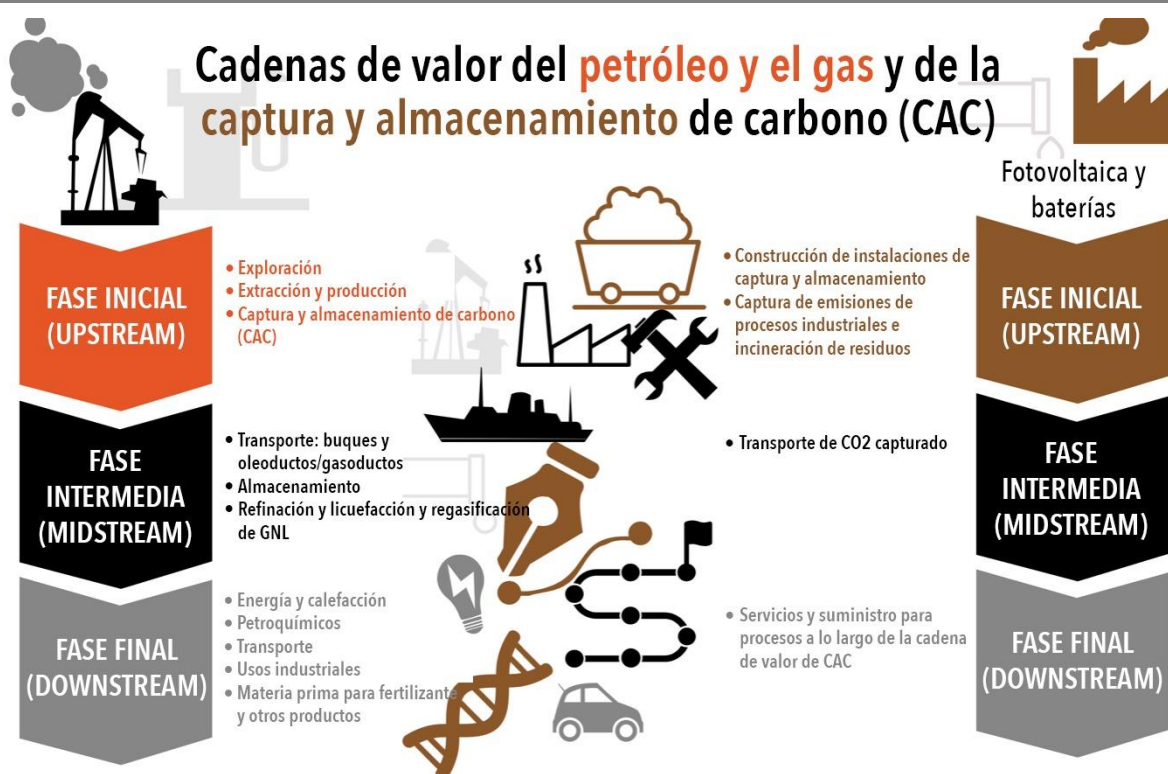 Cadenas de valor del petróleo y el gas y de la
captura y almacenamiento de carbono (CAC)
FASE INICIAL
(UPSTREAM)
• Exploración
• Extracción y producción
• Captura y almacenamiento de carbono
(CAC)
FASE
INTERMEDIA
(MIDSTREAM)
• Transporte: buques y
oleoductos/gasoductos
• Almacenamiento
• Refinación y licuefacción y regasificación
de GNL
FASE FINAL
(DOWNSTREAM)
• Energía y calefacción
• Petroquímicos
• Transporte
• Usos industriales
• Materia prima para fertilizante
y otros productos
Fotovoltaica y
baterías
• Construcción de instalaciones de
captura y almacenamiento
• Captura de emisiones de
procesos industriales e
incineración de residuos
FASE INICIAL
(UPSTREAM)
• Transporte de CO2 capturado
FASE
INTERMEDIA
(MIDSTREAM)
• Servicios y suministro para
procesos a lo largo de la cadena
de valor de CAC
FASE FINAL
(DOWNSTREAM)